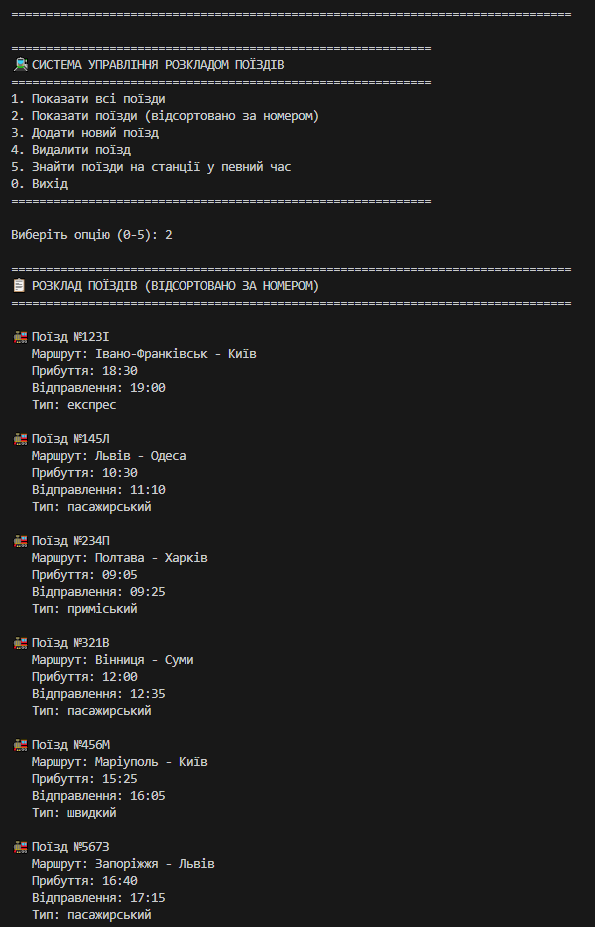 ================================================================================

============================================================
🚂 СИСТЕМА УПРАВЛІННЯ РОЗКЛАДОМ ПОЇЗДІВ
============================================================
1. Показати всі поїзди
2. Показати поїзди (відсортовано за номером)
3. Додати новий поїзд
4. Видалити поїзд
5. Знайти поїзди на станції у певний час
0. Вихід
============================================================

Виберіть опцію (0-5): 2

================================================================================
📋 РОЗКЛАД ПОЇЗДІВ (ВІДСОРТОВАНО ЗА НОМЕРОМ)
================================================================================

🚂 Поїзд №123І
Маршрут: Івано-Франківськ - Київ
Прибуття: 18:30
Відправлення: 19:00
Тип: експрес

🚂 Поїзд №145Л
Маршрут: Львів - Одеса
Прибуття: 10:30
Відправлення: 11:10
Тип: пасажирський

🚂 Поїзд №234П
Маршрут: Полтава - Харків
Прибуття: 09:05
Відправлення: 09:25
Тип: приміський

🚂 Поїзд №321В
Маршрут: Вінниця - Суми
Прибуття: 12:00
Відправлення: 12:35
Тип: пасажирський

🚂 Поїзд №456М
Маршрут: Маріуполь - Київ
Прибуття: 15:25
Відправлення: 16:05
Тип: швидкий

🚂 Поїзд №567З
Маршрут: Запоріжжя - Львів
Прибуття: 16:40
Відправлення: 17:15
Тип: пасажирський